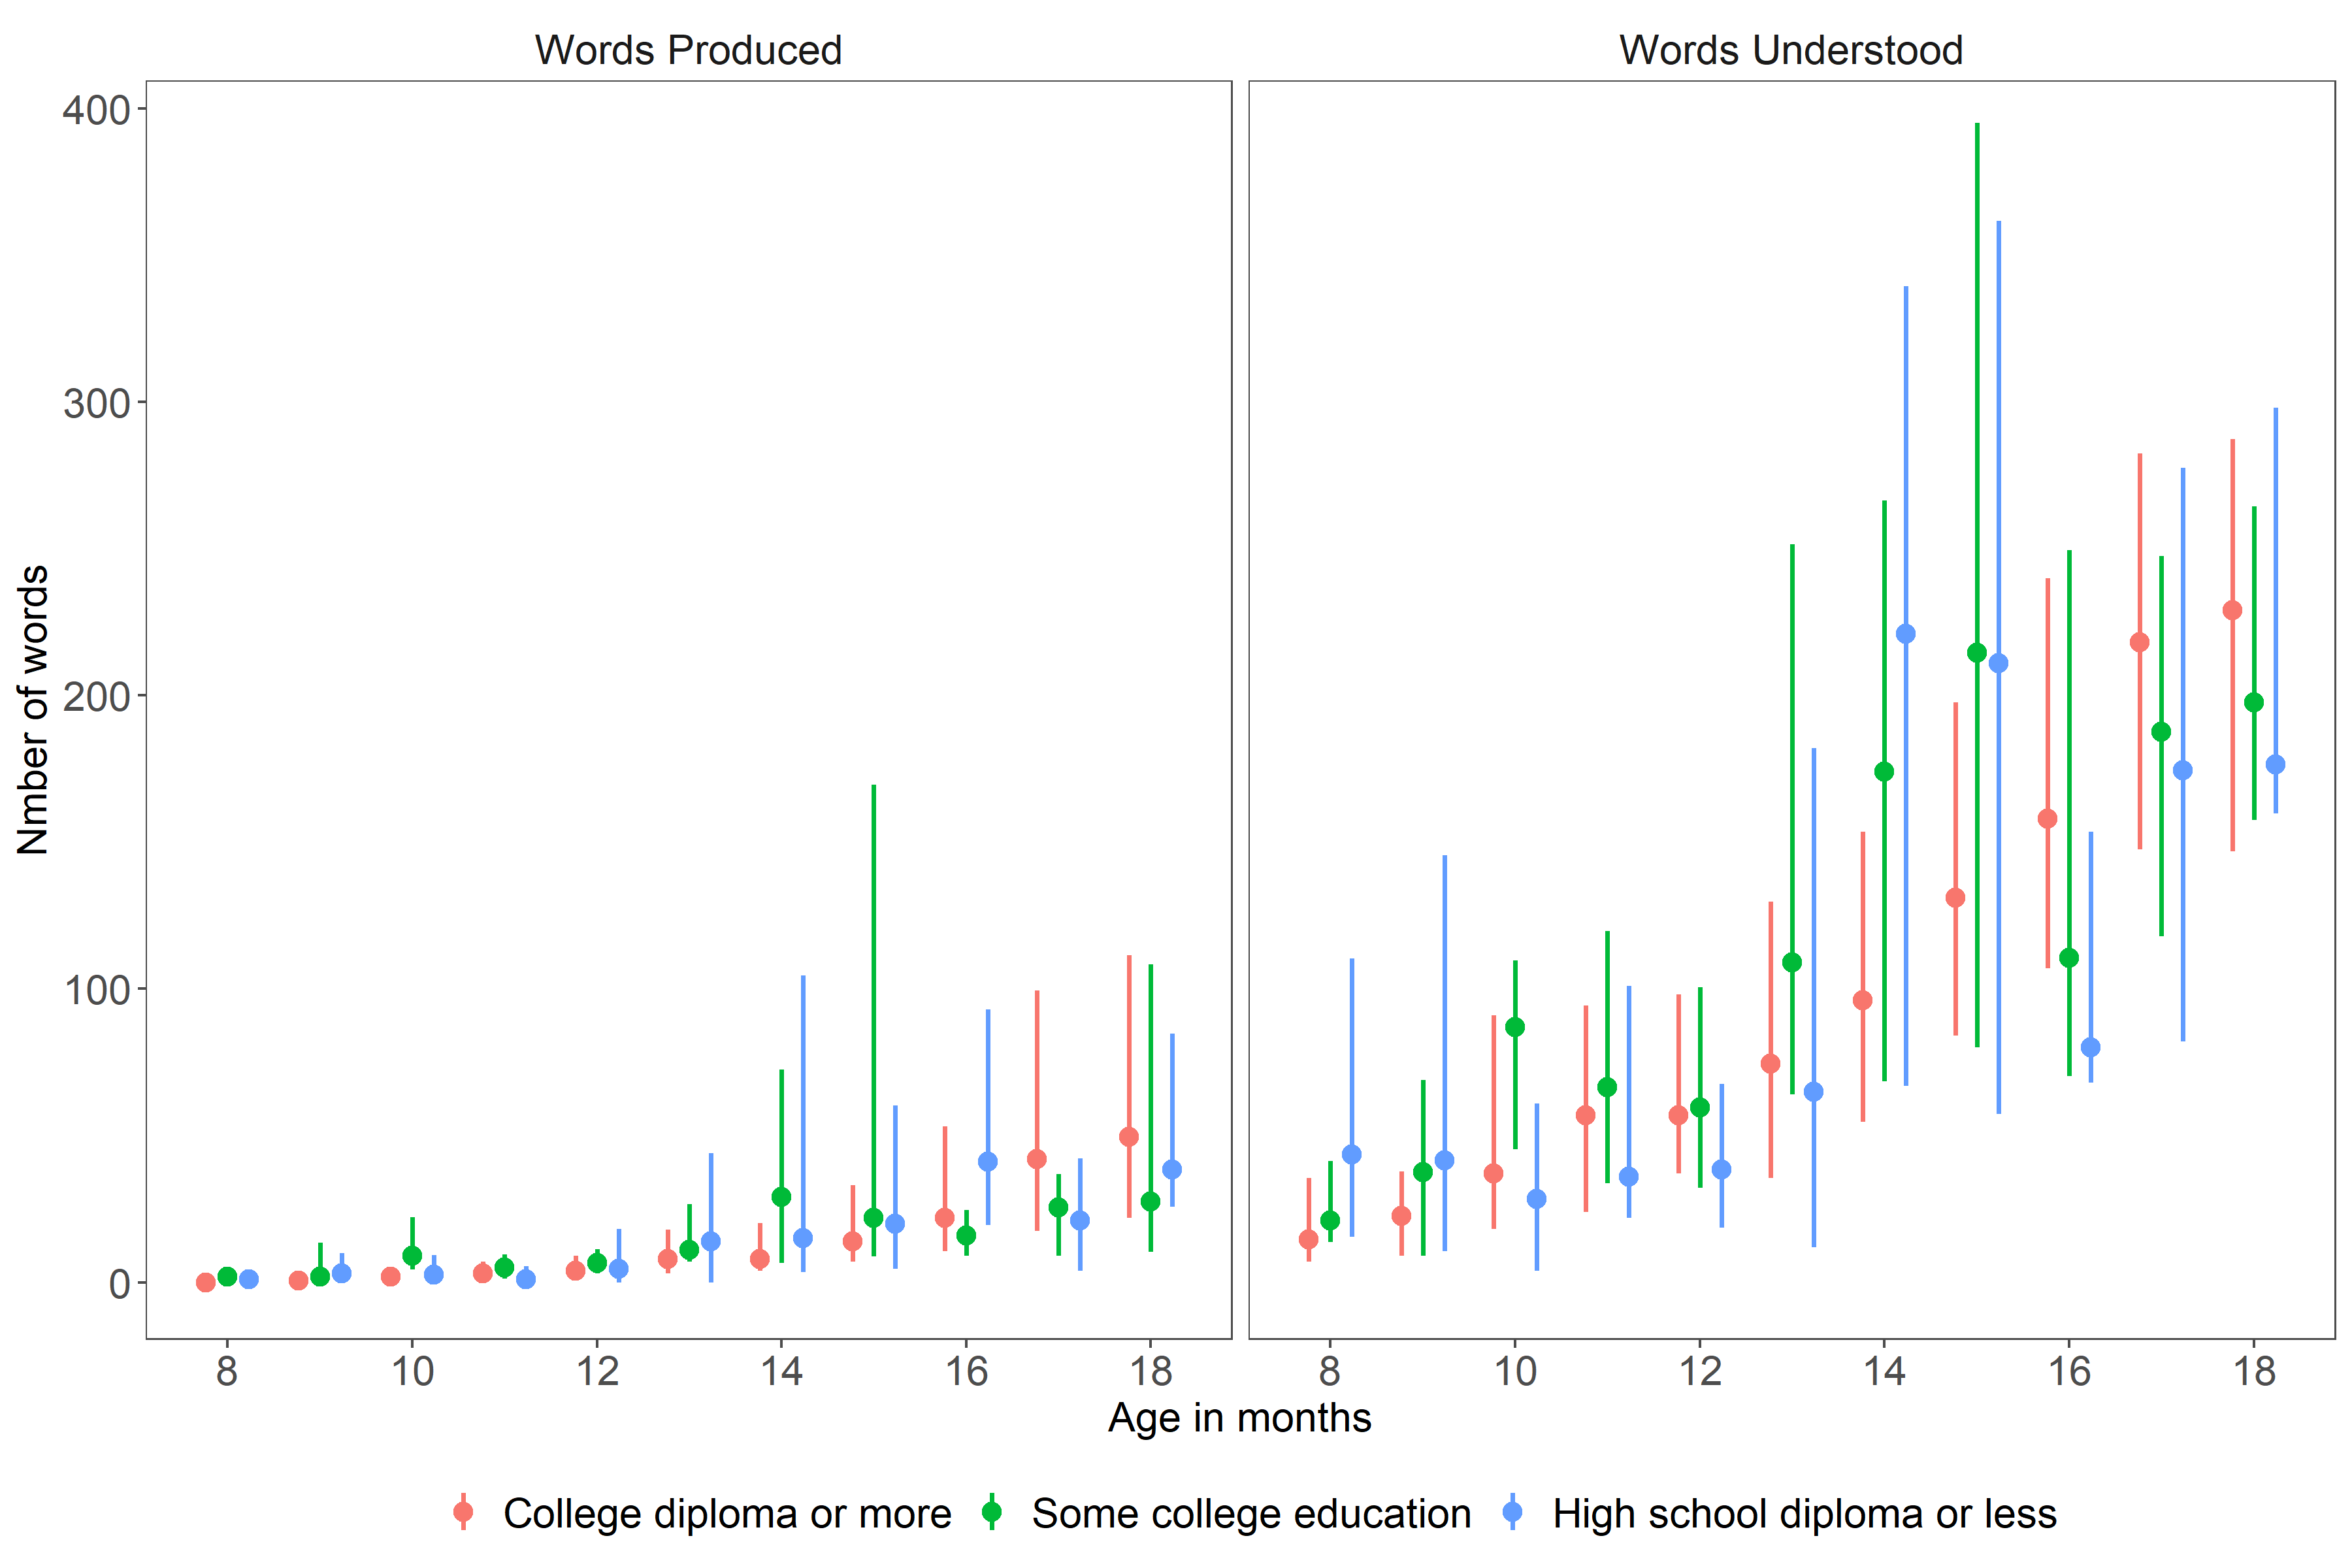 Words Produced Words Understood
400
300
200
100
0
Nmber of words
8 10 12 14 16 18 8 10 12 14 16 18
Age in months
College diploma or more Some college education High school diploma or less